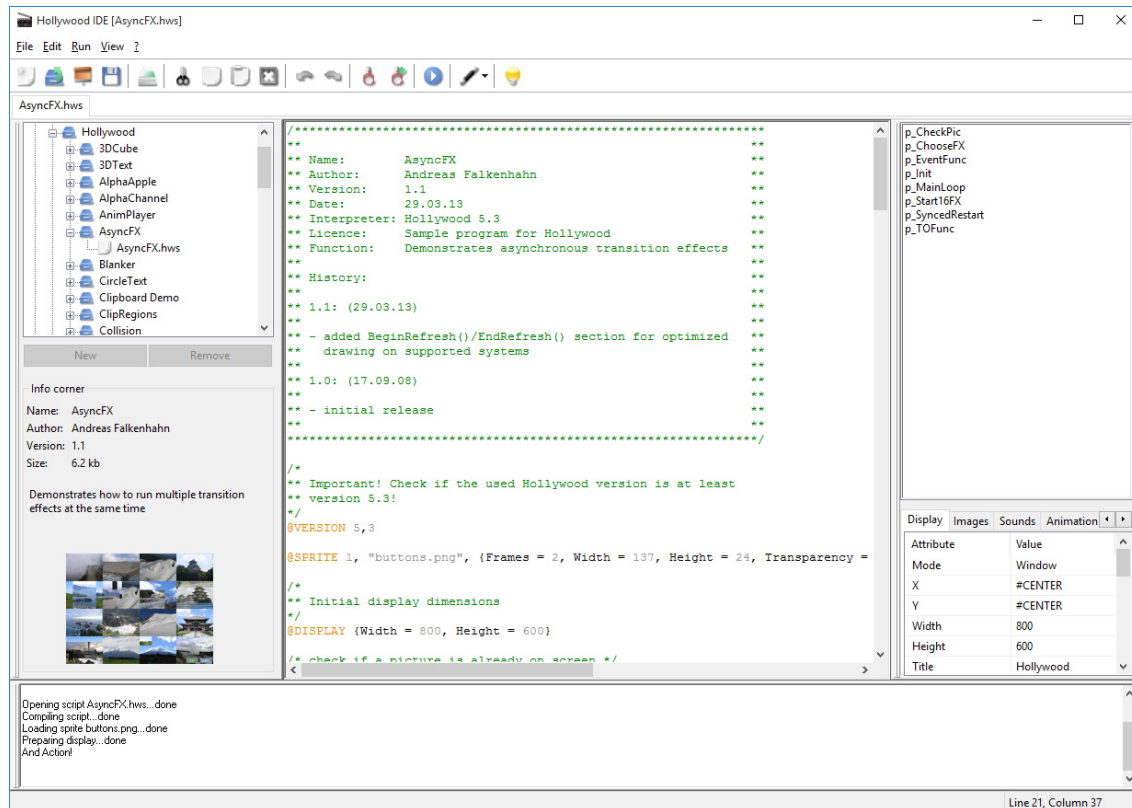 Hollywood IDE [AsyncFX.hws]
File Edit Run View ?
AsyncFX.hws
Hollywood
3DCube
3DText
AlphaApple
AlphaChannel
AnimPlayer
AsyncFX
AsyncFX.hws
Blanker
CircleText
Clipboard Demo
ClipRegions
Collision
New Remove
Info corner
Name: AsyncFX
Author: Andreas Falkenhahn
Version: 1.1
Size: 6.2 kb
Demonstrates how to run multiple transition
effects at the same time
/****************************************************************
** **
** Name: AsyncFX **
** Author: Andreas Falkenhahn **
** Version: 1.1 **
** Date: 29.03.13 **
** Interpreter: Hollywood 5.3 **
** Licence: Sample program for Hollywood **
** Function: Demonstrates asynchronous transition effects **
** **
** History: **
** **
** 1.1: (29.03.13) **
** **
** - added BeginRefresh()/EndRefresh() section for optimized **
** drawing on supported systems **
** **
** 1.0: (17.09.08) **
** **
** - initial release **
** **
****************************************************************/
/*
** Important! Check if the used Hollywood version is at least
** version 5.3!
*/
@VERSION 5,3
@SPRITE 1, "buttons.png", {Frames = 2, Width = 137, Height = 24, Transparency =
/*
** Initial display dimensions
*/
@DISPLAY {Width = 800, Height = 600}
/* check if a picture is already on screen */
p_CheckPic
p_ChooseFX
p_EventFunc
p_Init
p_MainLoop
p_Start16FX
p_SyncedRestart
p_TOFunc
Display Images Sounds Animation
Attribute Value
Mode Window
X #CENTER
Y #CENTER
Width 800
Height 600
Title Hollywood
Opening script AsyncFX.hws...done
Compiling script...done
Loading sprite buttons.png...done
Preparing display...done
And Action!
Line 21, Column 37